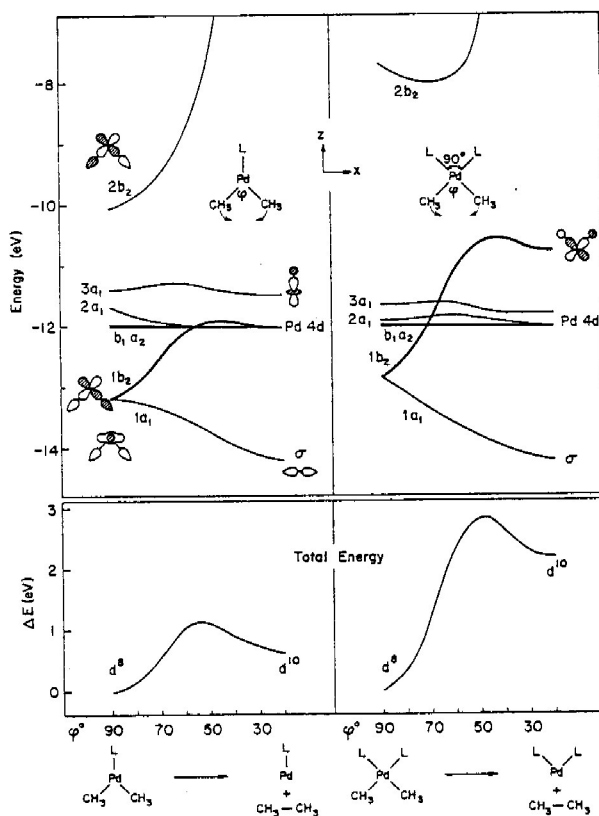 -8
-10
-12
-14
Energy (eV)
2b₂
3a₁
2a₁
b₁ a₂
1b₂
1a₁
Pd 4d
σ
L
Pd
φ
CH₃ CH₃
z
x
2b₂
L 90° L
Pd
φ
CH₃ CH₃
3a₁
2a₁
b₁ a₂
1b₂
1a₁
Pd 4d
σ
Total Energy
ΔE (eV)
3
2
1
0
d⁸
d¹⁰
d⁸
d¹⁰
φ° 90 70 50 30 φ° 90 70 50 30
L
Pd
CH₃ CH₃
L
Pd
+
CH₃–CH₃
L L
Pd
CH₃ CH₃
L L
Pd
+
CH₃–CH₃